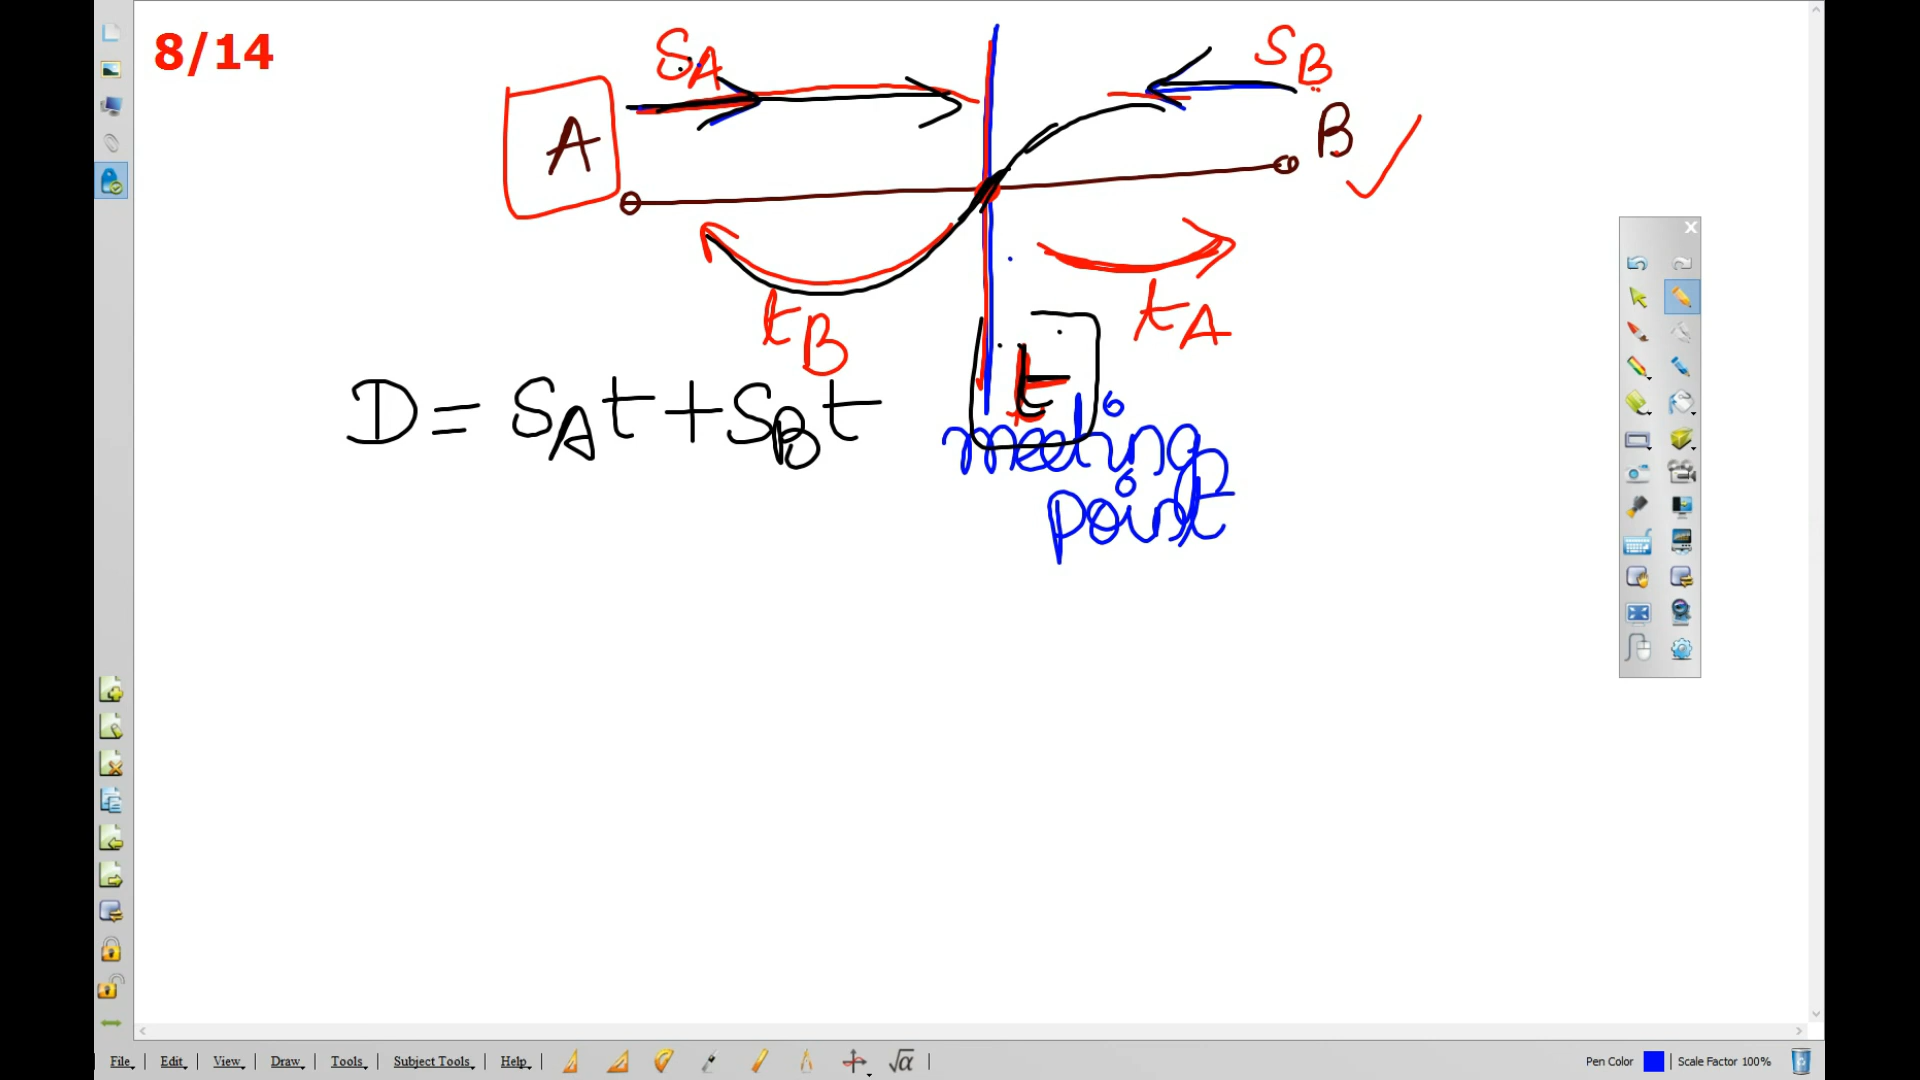 8/14
SA
SB
A
B
tB
tA
t
D = SAt + SBt
meeting
point
File
Edit
View
Draw
Tools
Subject Tools
Help
√α
Pen Color
Scale Factor 100%